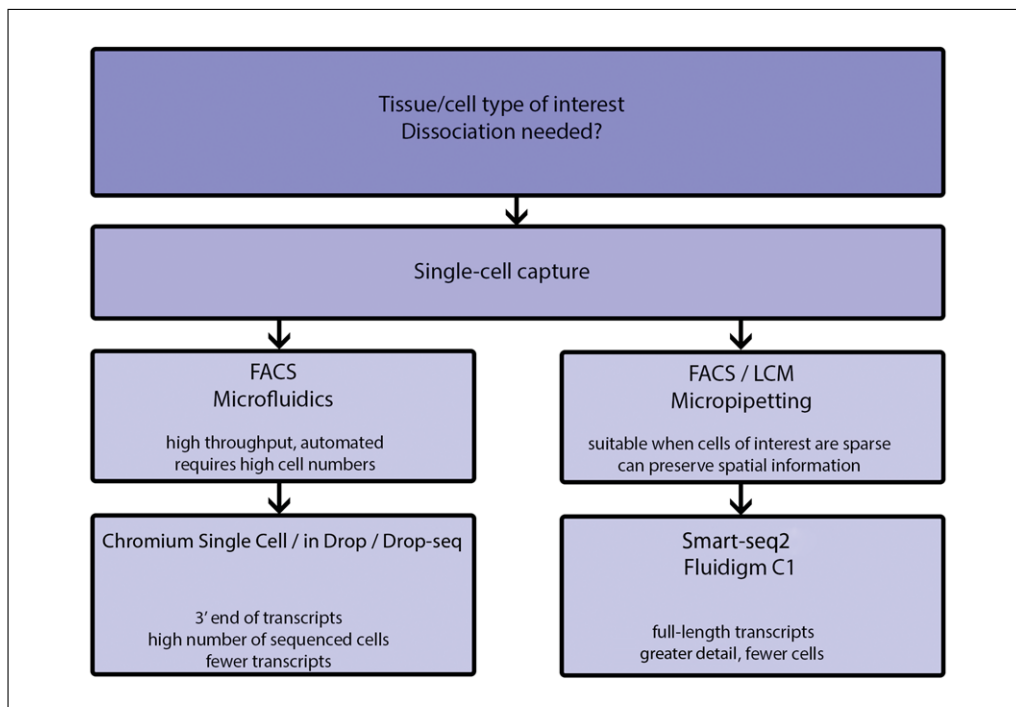 Tissue/cell type of interest
Dissociation needed?
Single-cell capture
FACS
Microfluidics
high throughput, automated
requires high cell numbers
FACS / LCM
Micropipetting
suitable when cells of interest are sparse
can preserve spatial information
Chromium Single Cell / in Drop / Drop-seq
3’ end of transcripts
high number of sequenced cells
fewer transcripts
Smart-seq2
Fluidigm C1
full-length transcripts
greater detail, fewer cells